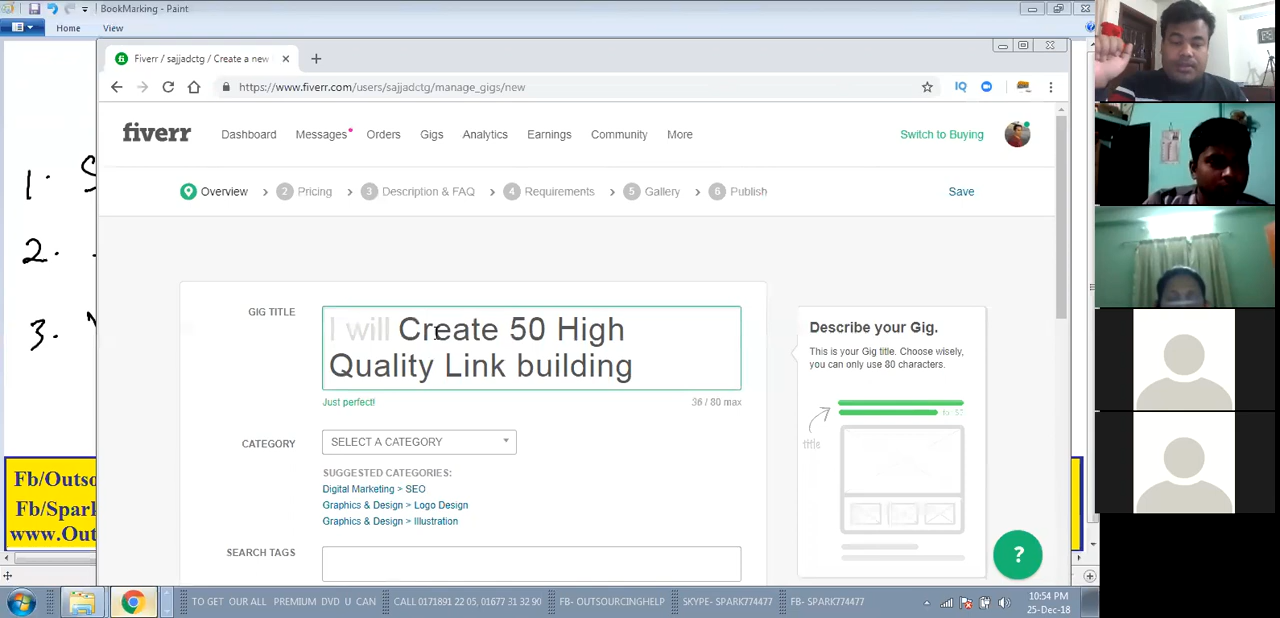 BookMarking - Paint
Home
View
Fiverr / sajjadctg / Create a new
https://www.fiverr.com/users/sajjadctg/manage_gigs/new
IQ
fiverr
Dashboard
Messages
Orders
Gigs
Analytics
Earnings
Community
More
Switch to Buying
Overview
2 Pricing
3 Description & FAQ
4 Requirements
5 Gallery
6 Publish
Save
1.
2.
3.
GIG TITLE
I will Create 50 High
Quality Link building
Just perfect!
36 / 80 max
Describe your Gig.
This is your Gig title. Choose wisely,
you can only use 80 characters.
title
CATEGORY
SELECT A CATEGORY
SUGGESTED CATEGORIES:
Digital Marketing > SEO
Graphics & Design > Logo Design
Graphics & Design > Illustration
SEARCH TAGS
?
Fb/Outso
Fb/Spark
www.Out
TO GET OUR ALL PREMIUM DVD U CAN
CALL 0171891 22 05, 01677 31 32 90
FB- OUTSOURCINGHELP
SKYPE- SPARK774477
FB- SPARK774477
10:54 PM
25-Dec-18